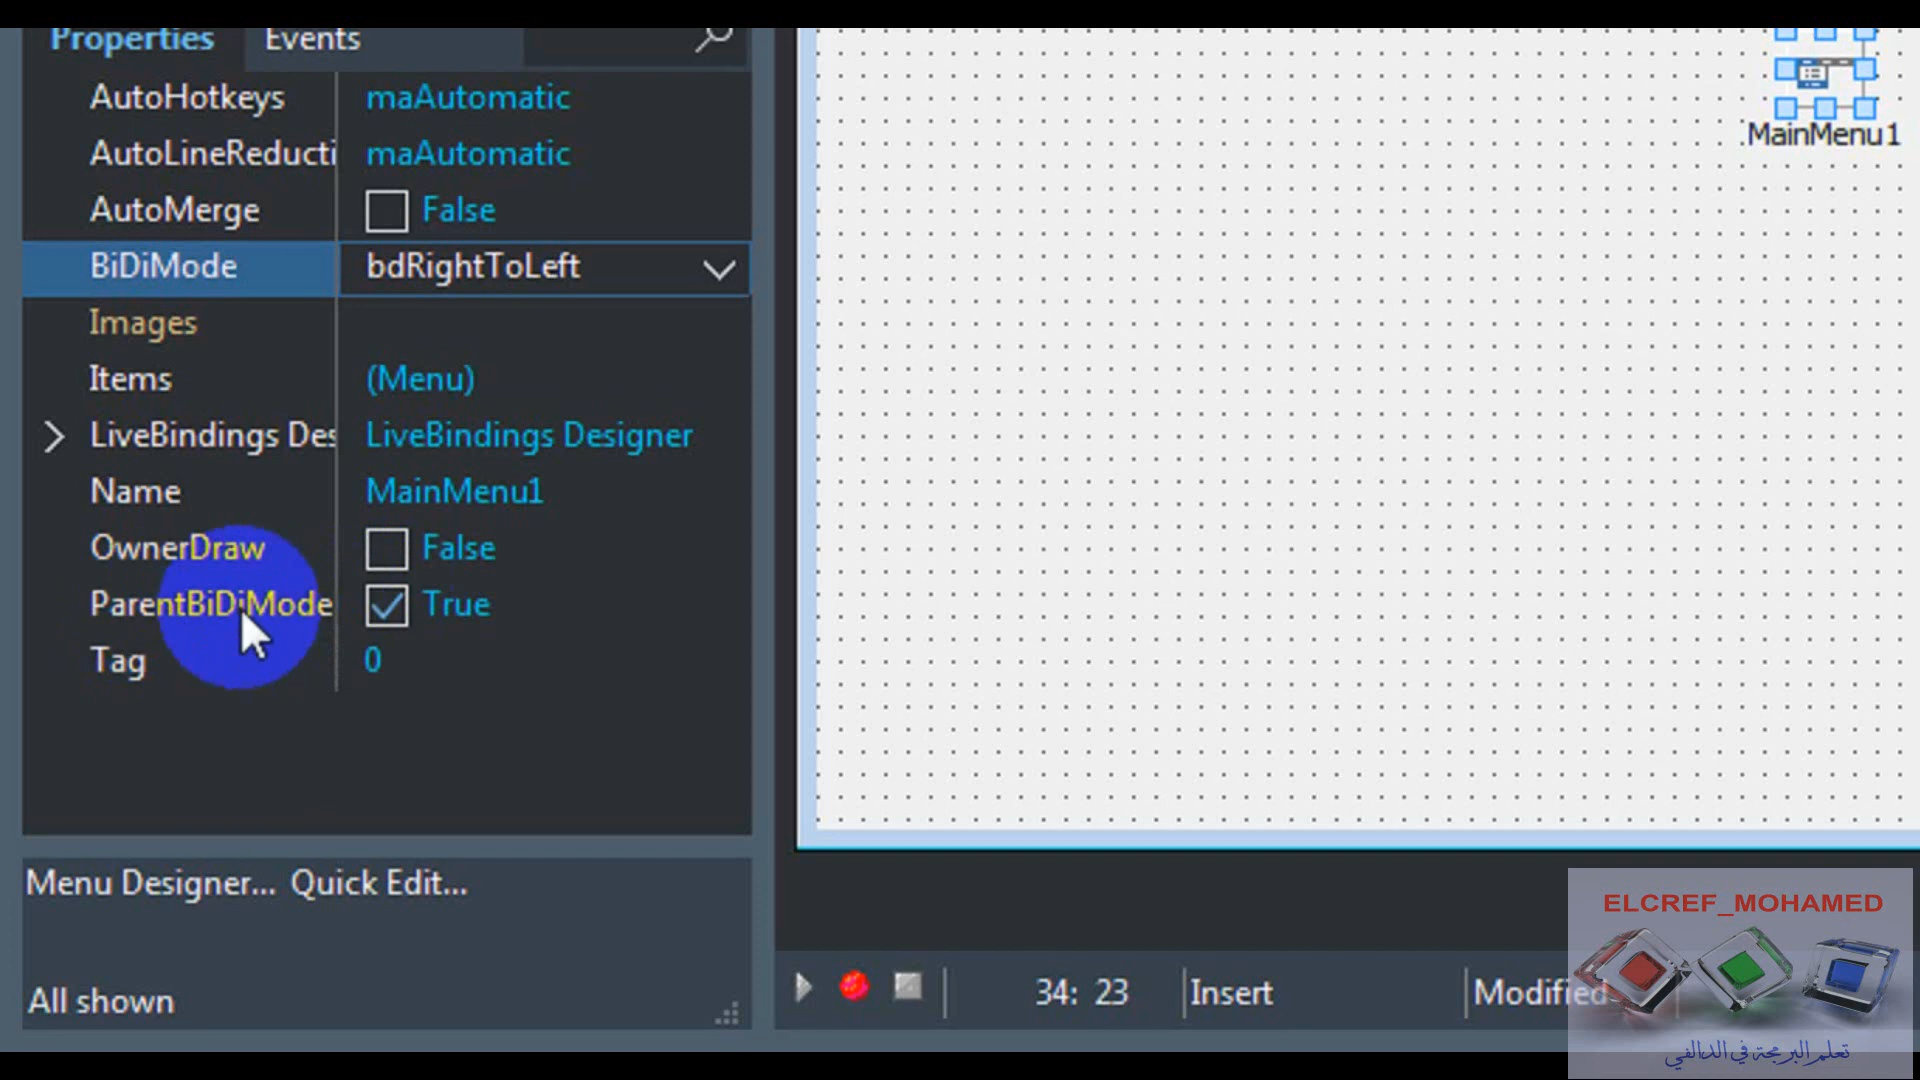 Properties Events
AutoHotkeys maAutomatic
AutoLineReducti maAutomatic
AutoMerge False
BiDiMode bdRightToLeft
Images
Items (Menu)
LiveBindings Des LiveBindings Designer
Name MainMenu1
OwnerDraw False
ParentBiDiMode True
Tag 0
Menu Designer... Quick Edit...
All shown
MainMenu1
34: 23 Insert Modified
ELCREF_MOHAMED
تعلم البرمجة في الدالفي